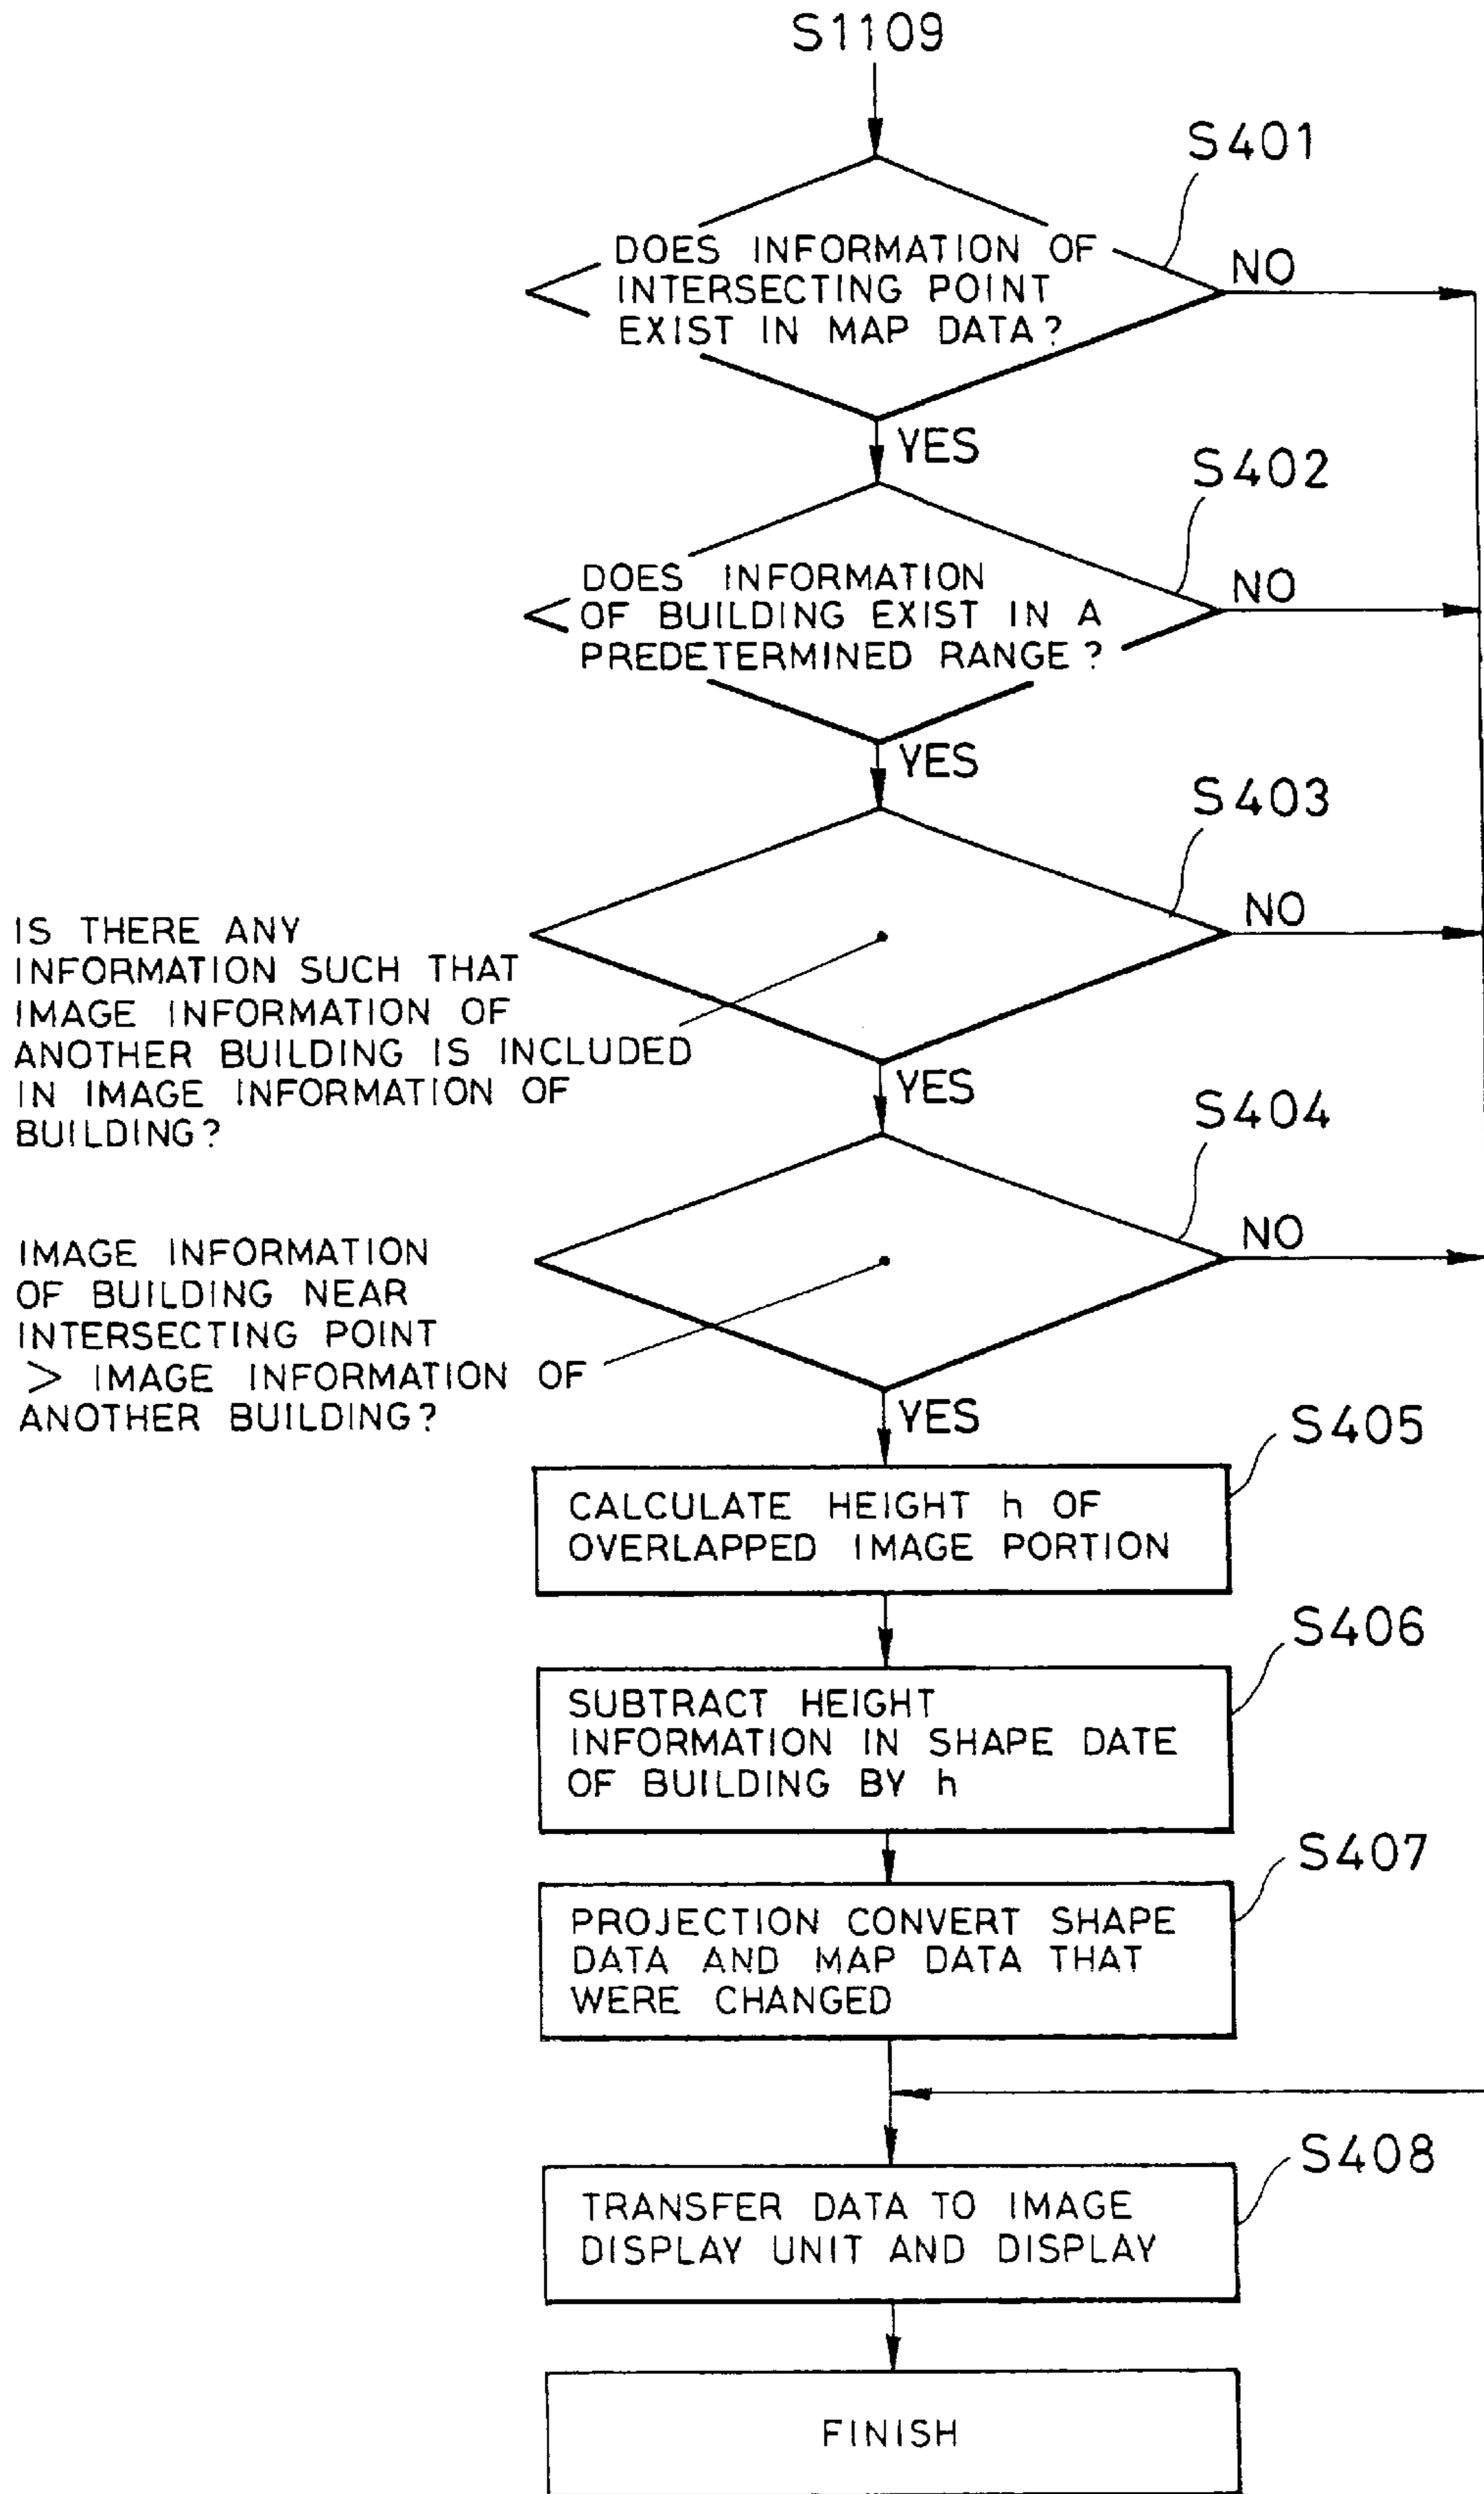 S1109
S401
DOES INFORMATION OF
INTERSECTING POINT
EXIST IN MAP DATA?
NO
YES
S402
DOES INFORMATION
OF BUILDING EXIST IN A
PREDETERMINED RANGE?
NO
YES
S403
IS THERE ANY
INFORMATION SUCH THAT
IMAGE INFORMATION OF
ANOTHER BUILDING IS INCLUDED
IN IMAGE INFORMATION OF
BUILDING?
NO
YES
S404
IMAGE INFORMATION
OF BUILDING NEAR
INTERSECTING POINT
> IMAGE INFORMATION OF
ANOTHER BUILDING?
NO
YES
S405
CALCULATE HEIGHT h OF
OVERLAPPED IMAGE PORTION
S406
SUBTRACT HEIGHT
INFORMATION IN SHAPE DATE
OF BUILDING BY h
S407
PROJECTION CONVERT SHAPE
DATA AND MAP DATA THAT
WERE CHANGED
S408
TRANSFER DATA TO IMAGE
DISPLAY UNIT AND DISPLAY
FINISH